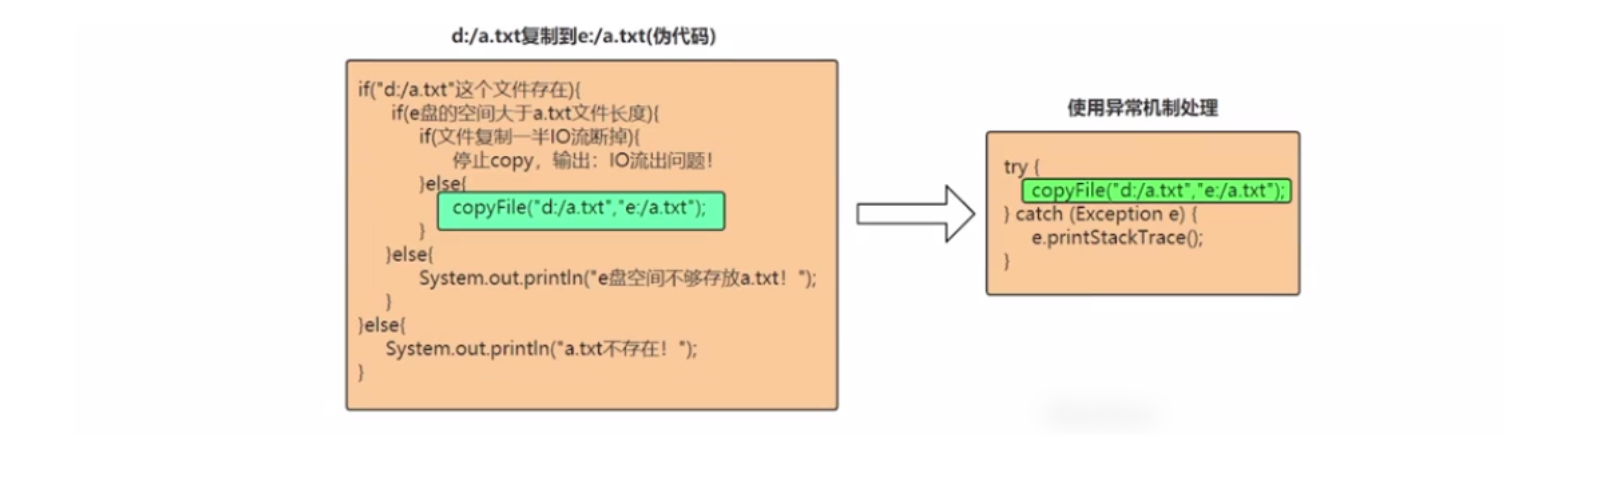 d:/a.txt复制到e:/a.txt(伪代码)
if("d:/a.txt"这个文件存在){
if(e盘的空间大于a.txt文件长度){
if(文件复制一半IO流断掉){
停止copy，输出：IO流出问题！
}else{
copyFile("d:/a.txt","e:/a.txt");
}
}else{
System.out.println("e盘空间不够存放a.txt！");
}
}else{
System.out.println("a.txt不存在！");
}
使用异常机制处理
try {
copyFile("d:/a.txt","e:/a.txt");
} catch (Exception e) {
e.printStackTrace();
}